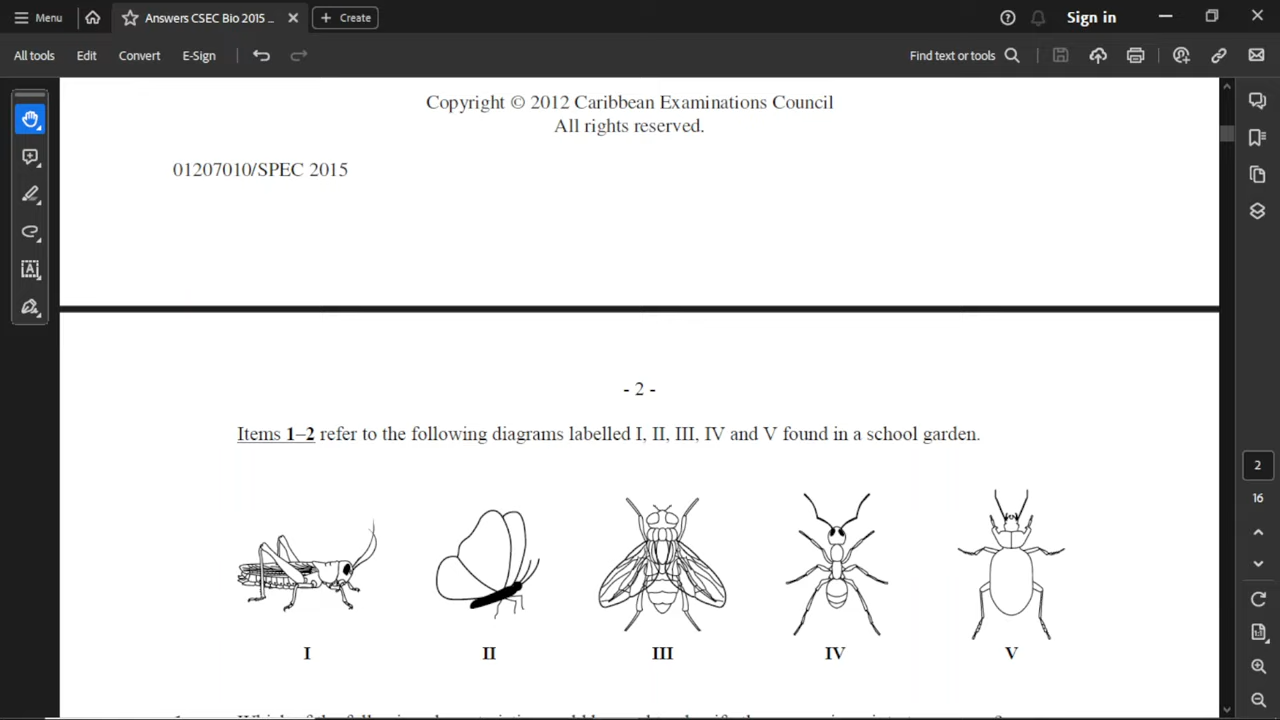 Menu
Answers CSEC Bio 2015 ...
Create
Sign in
All tools
Edit
Convert
E-Sign
Find text or tools
Copyright © 2012 Caribbean Examinations Council
All rights reserved.
01207010/SPEC 2015
- 2 -
Items 1–2 refer to the following diagrams labelled I, II, III, IV and V found in a school garden.
I
II
III
IV
V
2
16